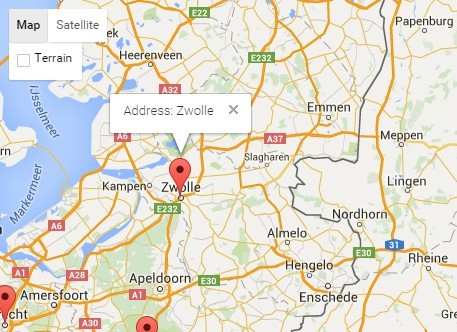 Map Satellite
Terrain
E22
Papenburg
ek
Heerenveen
E232
A32
IJsselmeer
Address: Zwolle ×
Emmen
A6
A37
Meppen
Slagharen
rn
Markermeer
Kampen
Zwolle
Lingen
A6
E232
Nordhorn
Almelo
31
E30
Rheine
A1
A28
Apeldoorn
E30
Hengelo
Amersfoort
A1
Enschede
cht
A30